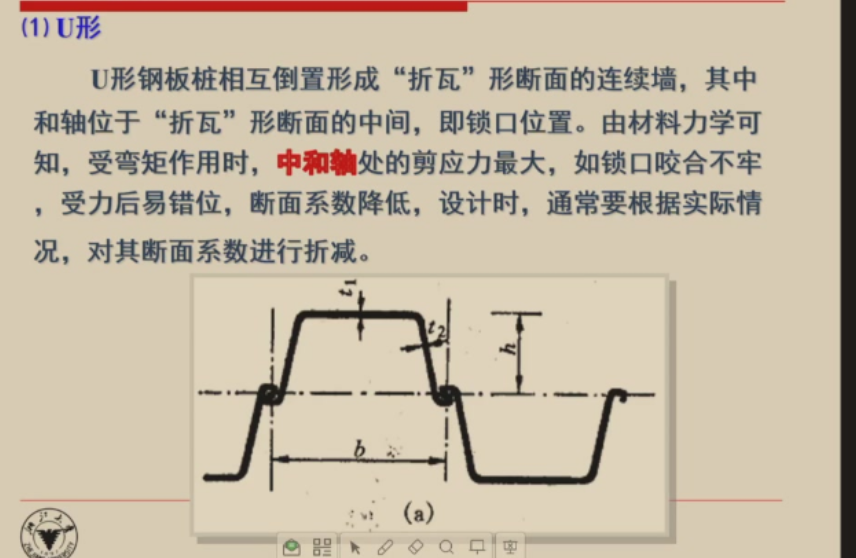 (1) U形
U形钢板桩相互倒置形成“折瓦”形断面的连续墙，其中
和轴位于“折瓦”形断面的中间，即锁口位置。由材料力学可
知，受弯矩作用时，中和轴处的剪应力最大，如锁口咬合不牢
，受力后易错位，断面系数降低，设计时，通常要根据实际情
况，对其断面系数进行折减。
t1
t2
h
b
(a)